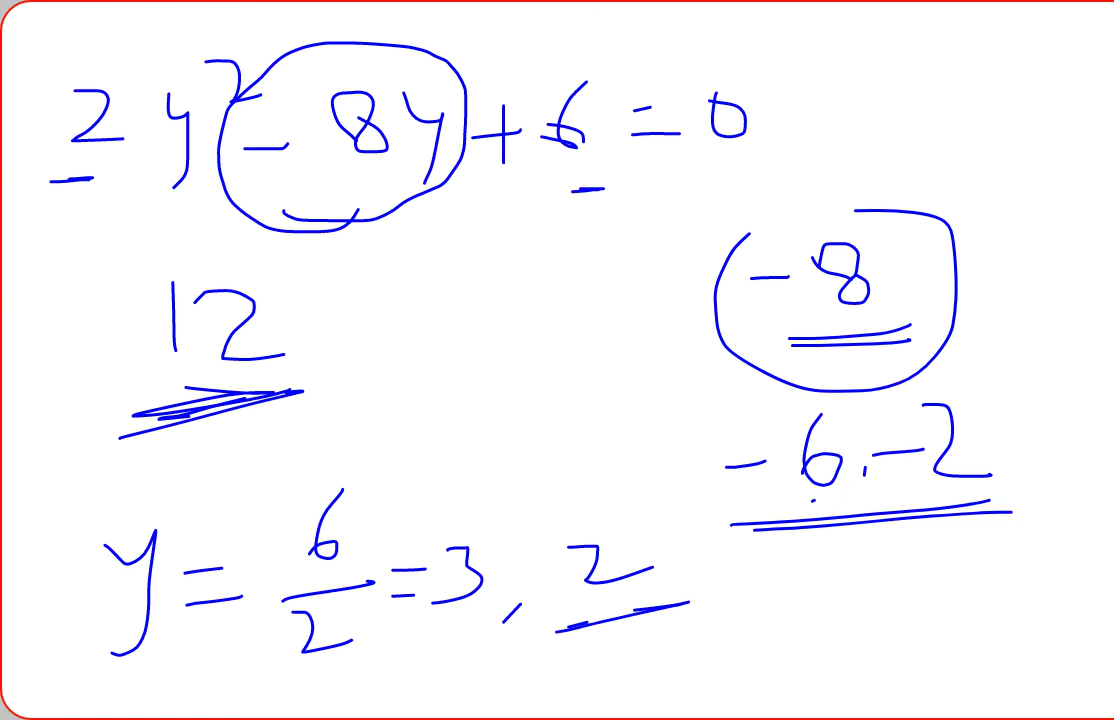 2y² - 8y + 6 = 0
- 8
12
- 6, - 2
y = 6/2 = 3, 2